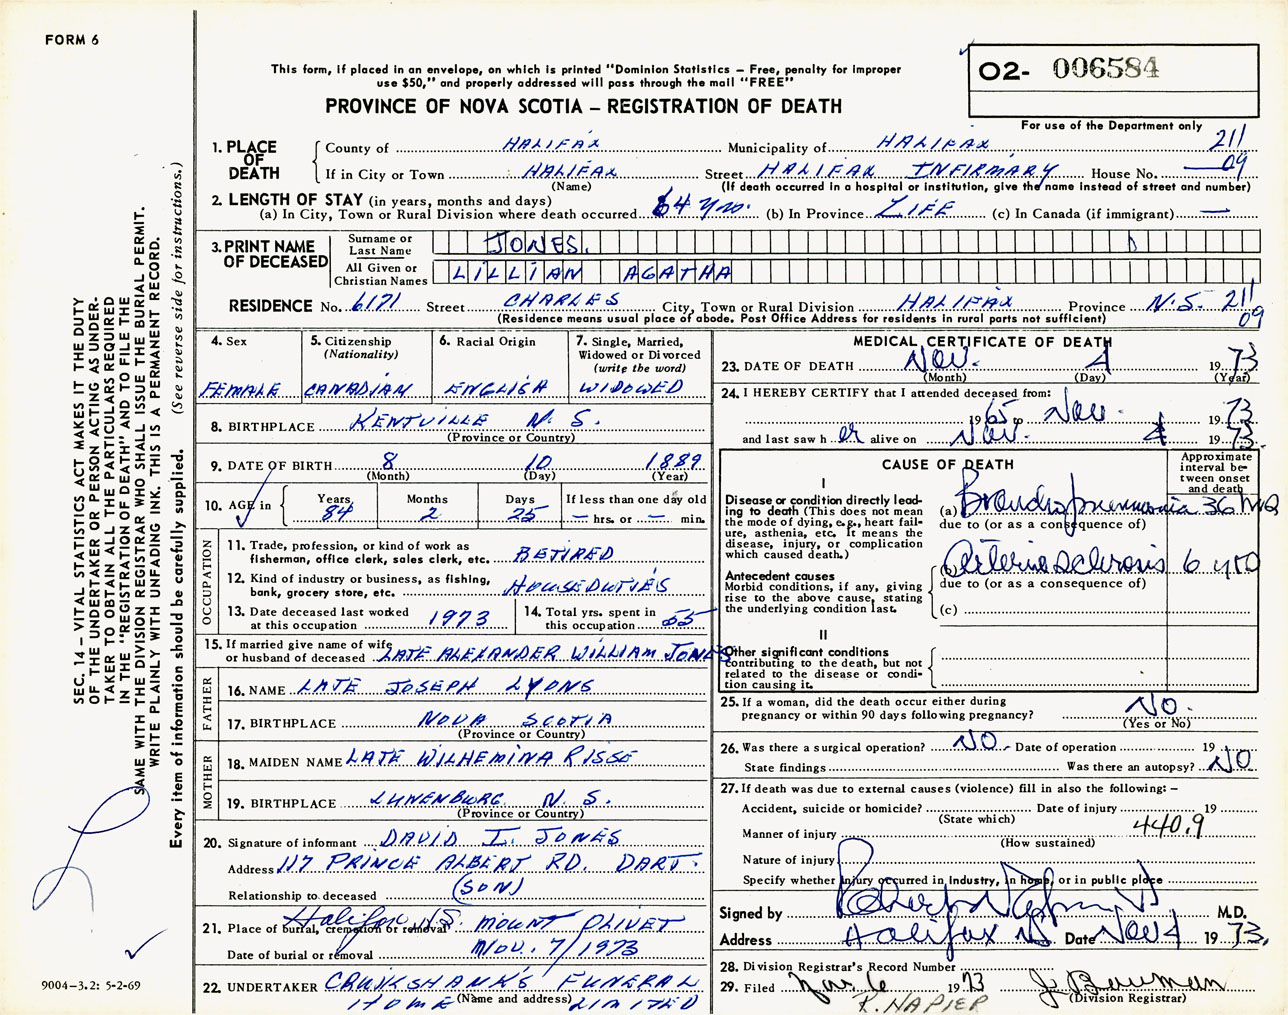 FORM 6
This form, if placed in an envelope, on which is printed "Dominion Statistics – Free, penalty for improper
use $50," and properly addressed will pass through the mail "FREE"
PROVINCE OF NOVA SCOTIA – REGISTRATION OF DEATH
O2- 006584
For use of the Department only
1. PLACE OF DEATH
County of HALIFAX Municipality of HALIFAX 211
If in City or Town HALIFAX Street HALIFAX INFIRMARY House No. 09
(Name) (If death occurred in a hospital or institution, give the name instead of street and number)
2. LENGTH OF STAY (in years, months and days)
(a) In City, Town or Rural Division where death occurred 64 yrs. (b) In Province LIFE (c) In Canada (if immigrant) —
3. PRINT NAME OF DECEASED
Surname or Last Name JONES.
All Given or Christian Names LILLIAN AGATHA
RESIDENCE No. 6171 Street CHARLES City, Town or Rural Division HALIFAX Province N.S. 211
09
(Residence means usual place of abode. Post Office Address for residents in rural parts not sufficient)
4. Sex
FEMALE
5. Citizenship
(Nationality)
CANADIAN
6. Racial Origin
ENGLISH
7. Single, Married,
Widowed or Divorced
(write the word)
WIDOWED
8. BIRTHPLACE KENTVILLE N. S.
(Province or Country)
9. DATE OF BIRTH 8 10 1889
(Month) (Day) (Year)
10. AGE in
Years 84
Months 2
Days 25
If less than one day old
— hrs. or — min.
OCCUPATION
11. Trade, profession, or kind of work as
fisherman, office clerk, sales clerk, etc. RETIRED
12. Kind of industry or business, as fishing,
bank, grocery store, etc. HOUSE DUTIES
13. Date deceased last worked
at this occupation 1973
14. Total yrs. spent in
this occupation 55
15. If married give name of wife
or husband of deceased LATE ALEXANDER WILLIAM JONES
FATHER
16. NAME LATE JOSEPH LYONS
17. BIRTHPLACE NOVA SCOTIA
(Province or Country)
MOTHER
18. MAIDEN NAME LATE WILHEMINA RISSE
19. BIRTHPLACE LUNENBURG N. S.
(Province or Country)
20. Signature of informant DAVID I. JONES
Address 117 PRINCE ALBERT RD. DART.
Relationship to deceased (SON)
21. Place of burial, cremation or removal Halifax N.S. MOUNT OLIVET
Date of burial or removal NOV. 7/1973
22. UNDERTAKER CRUIKSHANK'S FUNERAL
HOME LIMITED
(Name and address)
MEDICAL CERTIFICATE OF DEATH
23. DATE OF DEATH Nov. 4 1973
(Month) (Day) (Year)
24. I HEREBY CERTIFY that I attended deceased from:
1965 to Nov. 1973
and last saw h er alive on Nov. 4 1973.
CAUSE OF DEATH
Approximate
interval be-
tween onset
and death
I
Disease or condition directly lead-
ing to death (This does not
mean the mode of dying, e.g., heart fail-
ure, asthenia, etc. It means the
disease, injury, or complication
which caused death.)
(a) Bronchopneumonia 36 hrs
due to (or as a consequence of)
Arteriosclerosis 6 yrs
due to (or as a consequence of)
Antecedent causes
Morbid conditions, if any, giving
rise to the above cause, stating
the underlying condition last.
(c)
II
Other significant conditions
contributing to the death, but not
related to the disease or condi-
tion causing it.
25. If a woman, did the death occur either during
pregnancy or within 90 days following pregnancy? NO.
(Yes or No)
26. Was there a surgical operation? NO. Date of operation 19
State findings Was there an autopsy? NO
27. If death was due to external causes (violence) fill in also the following: –
Accident, suicide or homicide? Date of injury 19
(State which)
Manner of injury 440.9
(How sustained)
Nature of injury
Specify whether injury occurred in Industry, in home, or in public place
Signed by M.D.
Address Halifax NS Date Nov 4 1973.
28. Division Registrar's Record Number
29. Filed Nov 6 1973 J. Bauman
(Division Registrar)
R. NAPIER
SEC. 14 – VITAL STATISTICS ACT MAKES IT THE DUTY
OF THE UNDERTAKER OR PERSON ACTING AS UNDER-
TAKER TO OBTAIN ALL THE PARTICULARS REQUIRED
IN THE "REGISTRATION OF DEATH" AND TO FILE THE
SAME WITH THE DIVISION REGISTRAR WHO SHALL ISSUE THE BURIAL PERMIT.
WRITE PLAINLY WITH UNFADING INK. THIS IS A PERMANENT RECORD.
Every item of information should be carefully supplied. (See reverse side for instructions.)
9004-3.2: 5-2-69